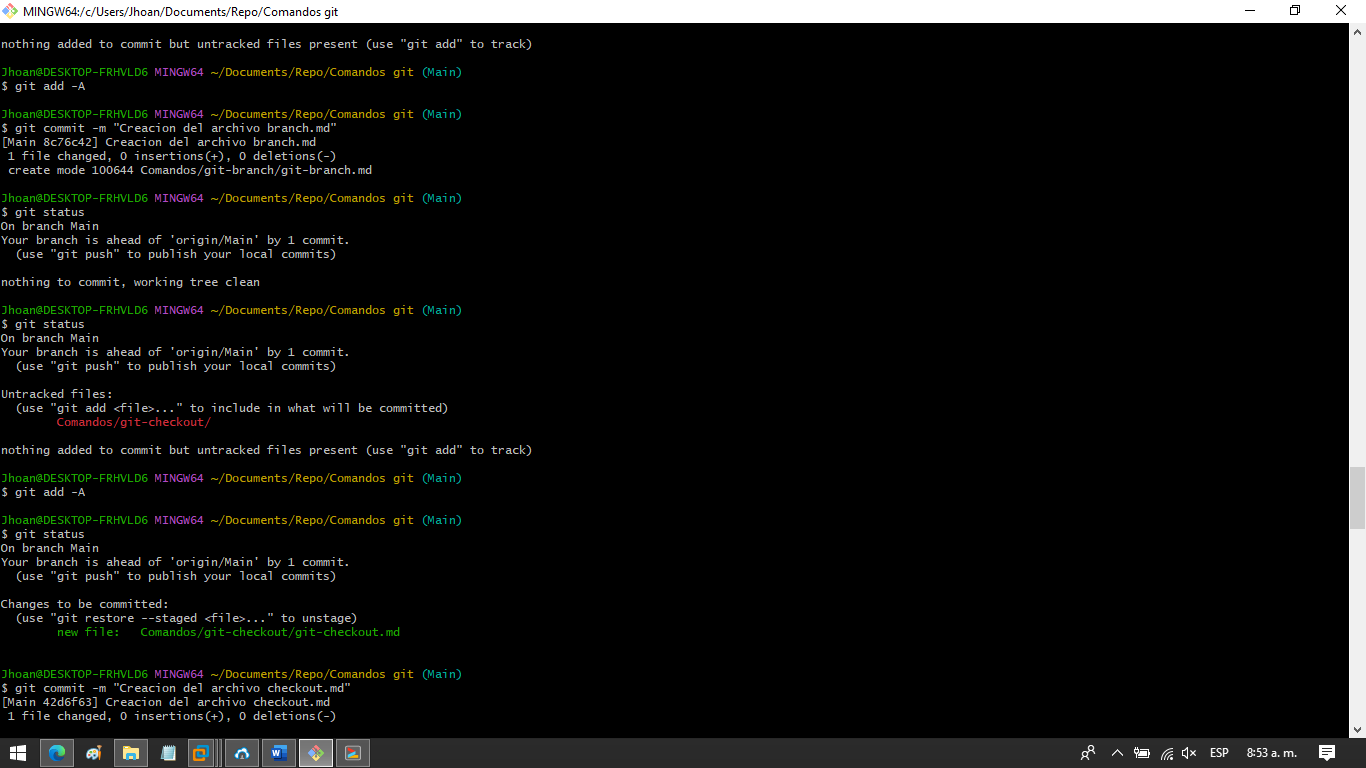 MINGW64:/c/Users/Jhoan/Documents/Repo/Comandos git
nothing added to commit but untracked files present (use "git add" to track)
Jhoan@DESKTOP-FRHVLD6 MINGW64 ~/Documents/Repo/Comandos git (Main)
$ git add -A
Jhoan@DESKTOP-FRHVLD6 MINGW64 ~/Documents/Repo/Comandos git (Main)
$ git commit -m "Creacion del archivo branch.md"
[Main 8c76c42] Creacion del archivo branch.md
1 file changed, 0 insertions(+), 0 deletions(-)
create mode 100644 Comandos/git-branch/git-branch.md
Jhoan@DESKTOP-FRHVLD6 MINGW64 ~/Documents/Repo/Comandos git (Main)
$ git status
On branch Main
Your branch is ahead of 'origin/Main' by 1 commit.
(use "git push" to publish your local commits)
nothing to commit, working tree clean
Jhoan@DESKTOP-FRHVLD6 MINGW64 ~/Documents/Repo/Comandos git (Main)
$ git status
On branch Main
Your branch is ahead of 'origin/Main' by 1 commit.
(use "git push" to publish your local commits)
Untracked files:
(use "git add <file>..." to include in what will be committed)
Comandos/git-checkout/
nothing added to commit but untracked files present (use "git add" to track)
Jhoan@DESKTOP-FRHVLD6 MINGW64 ~/Documents/Repo/Comandos git (Main)
$ git add -A
Jhoan@DESKTOP-FRHVLD6 MINGW64 ~/Documents/Repo/Comandos git (Main)
$ git status
On branch Main
Your branch is ahead of 'origin/Main' by 1 commit.
(use "git push" to publish your local commits)
Changes to be committed:
(use "git restore --staged <file>..." to unstage)
new file:   Comandos/git-checkout/git-checkout.md
Jhoan@DESKTOP-FRHVLD6 MINGW64 ~/Documents/Repo/Comandos git (Main)
$ git commit -m "Creacion del archivo checkout.md"
[Main 42d6f63] Creacion del archivo checkout.md
1 file changed, 0 insertions(+), 0 deletions(-)
ESP 8:53 a. m.